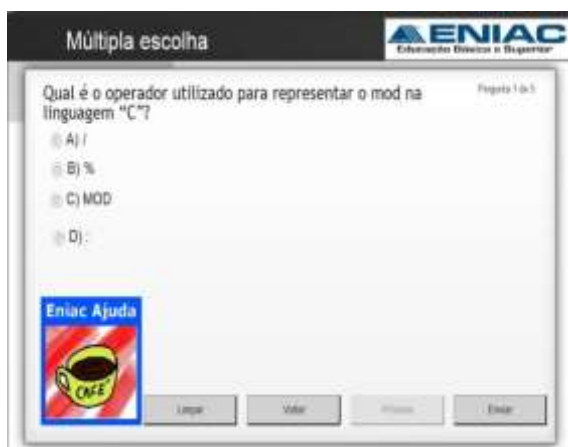 Múltipla escolha
ENIAC
Educação Básica e Superior
Qual é o operador utilizado para representar o mod na
linguagem “C”?
Pergunta 1 de 5
A) /
B) %
C) MOD
D) :
Eniac Ajuda
CAFÉ
Limpar
Voltar
Enviar